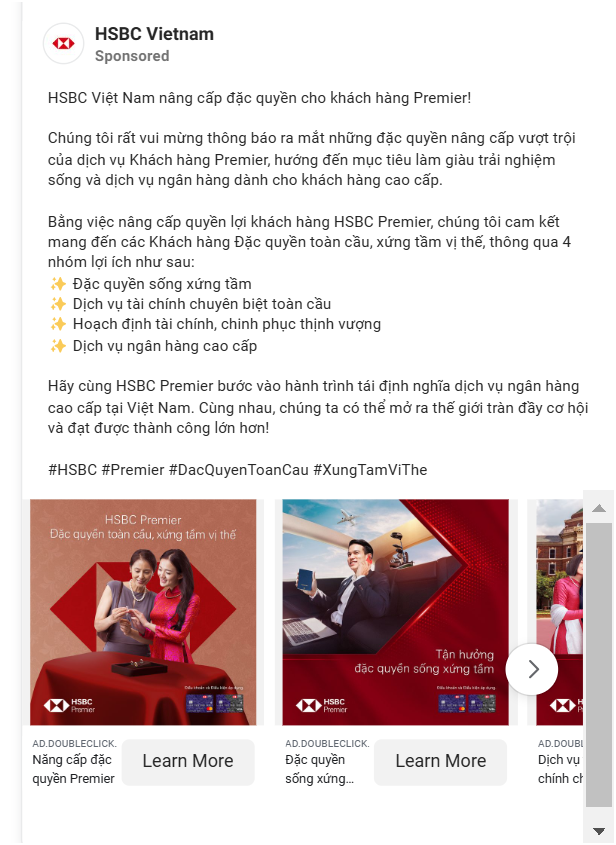 HSBC Vietnam
Sponsored
HSBC Việt Nam nâng cấp đặc quyền cho khách hàng Premier!
Chúng tôi rất vui mừng thông báo ra mắt những đặc quyền nâng cấp vượt trội
của dịch vụ Khách hàng Premier, hướng đến mục tiêu làm giàu trải nghiệm
sống và dịch vụ ngân hàng dành cho khách hàng cao cấp.
Bằng việc nâng cấp quyền lợi khách hàng HSBC Premier, chúng tôi cam kết
mang đến các Khách hàng Đặc quyền toàn cầu, xứng tầm vị thế, thông qua 4
nhóm lợi ích như sau:
✨ Đặc quyền sống xứng tầm
✨ Dịch vụ tài chính chuyên biệt toàn cầu
✨ Hoạch định tài chính, chinh phục thịnh vượng
✨ Dịch vụ ngân hàng cao cấp
Hãy cùng HSBC Premier bước vào hành trình tái định nghĩa dịch vụ ngân hàng
cao cấp tại Việt Nam. Cùng nhau, chúng ta có thể mở ra thế giới tràn đầy cơ hội
và đạt được thành công lớn hơn!
#HSBC #Premier #DacQuyenToanCau #XungTamViThe
HSBC Premier
Đặc quyền toàn cầu, xứng tầm vị thế
Điều khoản và Điều kiện áp dụng
HSBC
Premier
Tận hưởng
đặc quyền sống xứng tầm
Điều khoản và Điều kiện áp dụng
HSBC
Premier
HSBC
Premier
AD.DOUBLECLICK.
Nâng cấp đặc
quyền Premier
Learn More
AD.DOUBLECLICK.
Đặc quyền
sống xứng...
Learn More
AD.DOUBL
Dịch vụ
chính ch